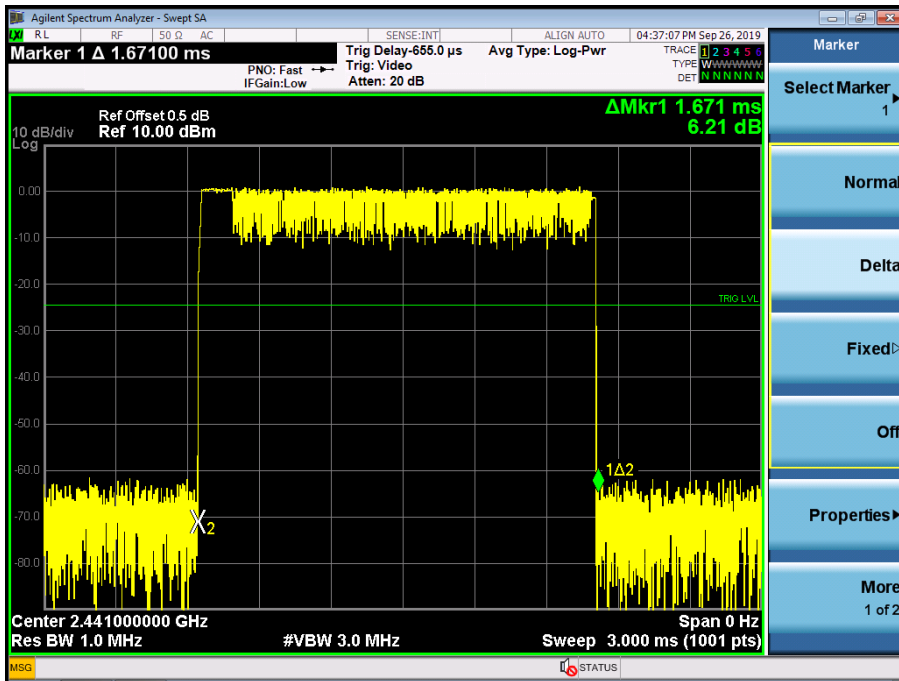 Agilent Spectrum Analyzer - Swept SA
LXI RL RF 50 Ω AC SENSE:INT ALIGN AUTO 04:37:07 PM Sep 26, 2019
Marker 1 Δ 1.67100 ms
PNO: Fast
IFGain:Low
Trig Delay-655.0 µs
Trig: Video
Atten: 20 dB
Avg Type: Log-Pwr
TRACE 1 2 3 4 5 6
TYPE WWWWWW
DET N N N N N N
ΔMkr1 1.671 ms
6.21 dB
Ref Offset 0.5 dB
10 dB/div Ref 10.00 dBm
Log
0.00
-10.0
-20.0
TRIG LVL
-30.0
-40.0
-50.0
-60.0
1Δ2
-70.0
2
-80.0
Center 2.441000000 GHz Span 0 Hz
Res BW 1.0 MHz #VBW 3.0 MHz Sweep 3.000 ms (1001 pts)
MSG STATUS
Marker
Select Marker
1
Normal
Delta
Fixed
Off
Properties
More
1 of 2